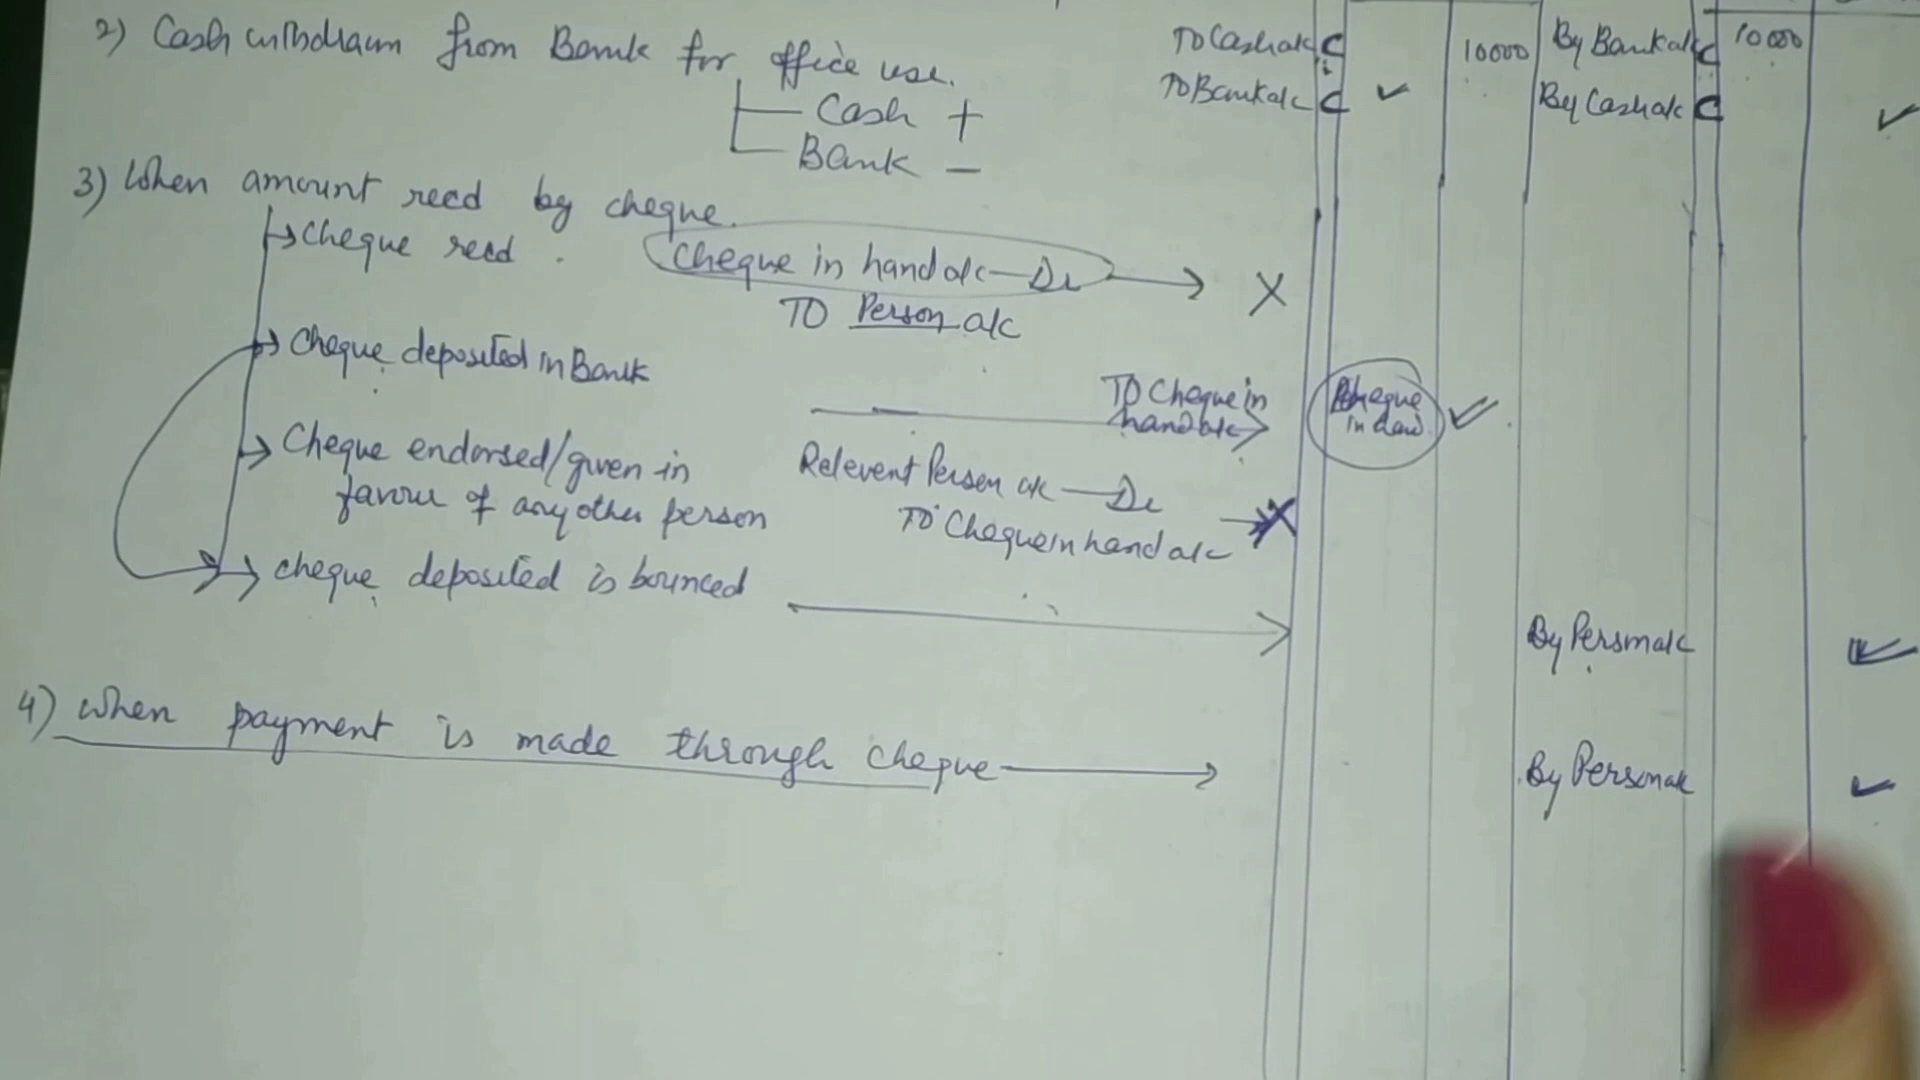 2) Cash withdrawn from Bank for office use.
Cash +
Bank -
To Cash a/c C 10000 By Bank a/c C 10000
To Bank a/c C ✓ By Cash a/c C ✓
3) When amount recd by cheque.
→ Cheque recd. Cheque in hand a/c — Dr → X
To Person a/c
→ Cheque deposited in Bank
To Cheque in
hand a/c
Cheque
in
→ Cheque endorsed/given in
favour of any other person
Relevent Person a/c — Dr
To Cheque in hand a/c → X
→ cheque deposited is bounced
By Person a/c ✓
4) When payment is made through cheque →
By Person a/c ✓